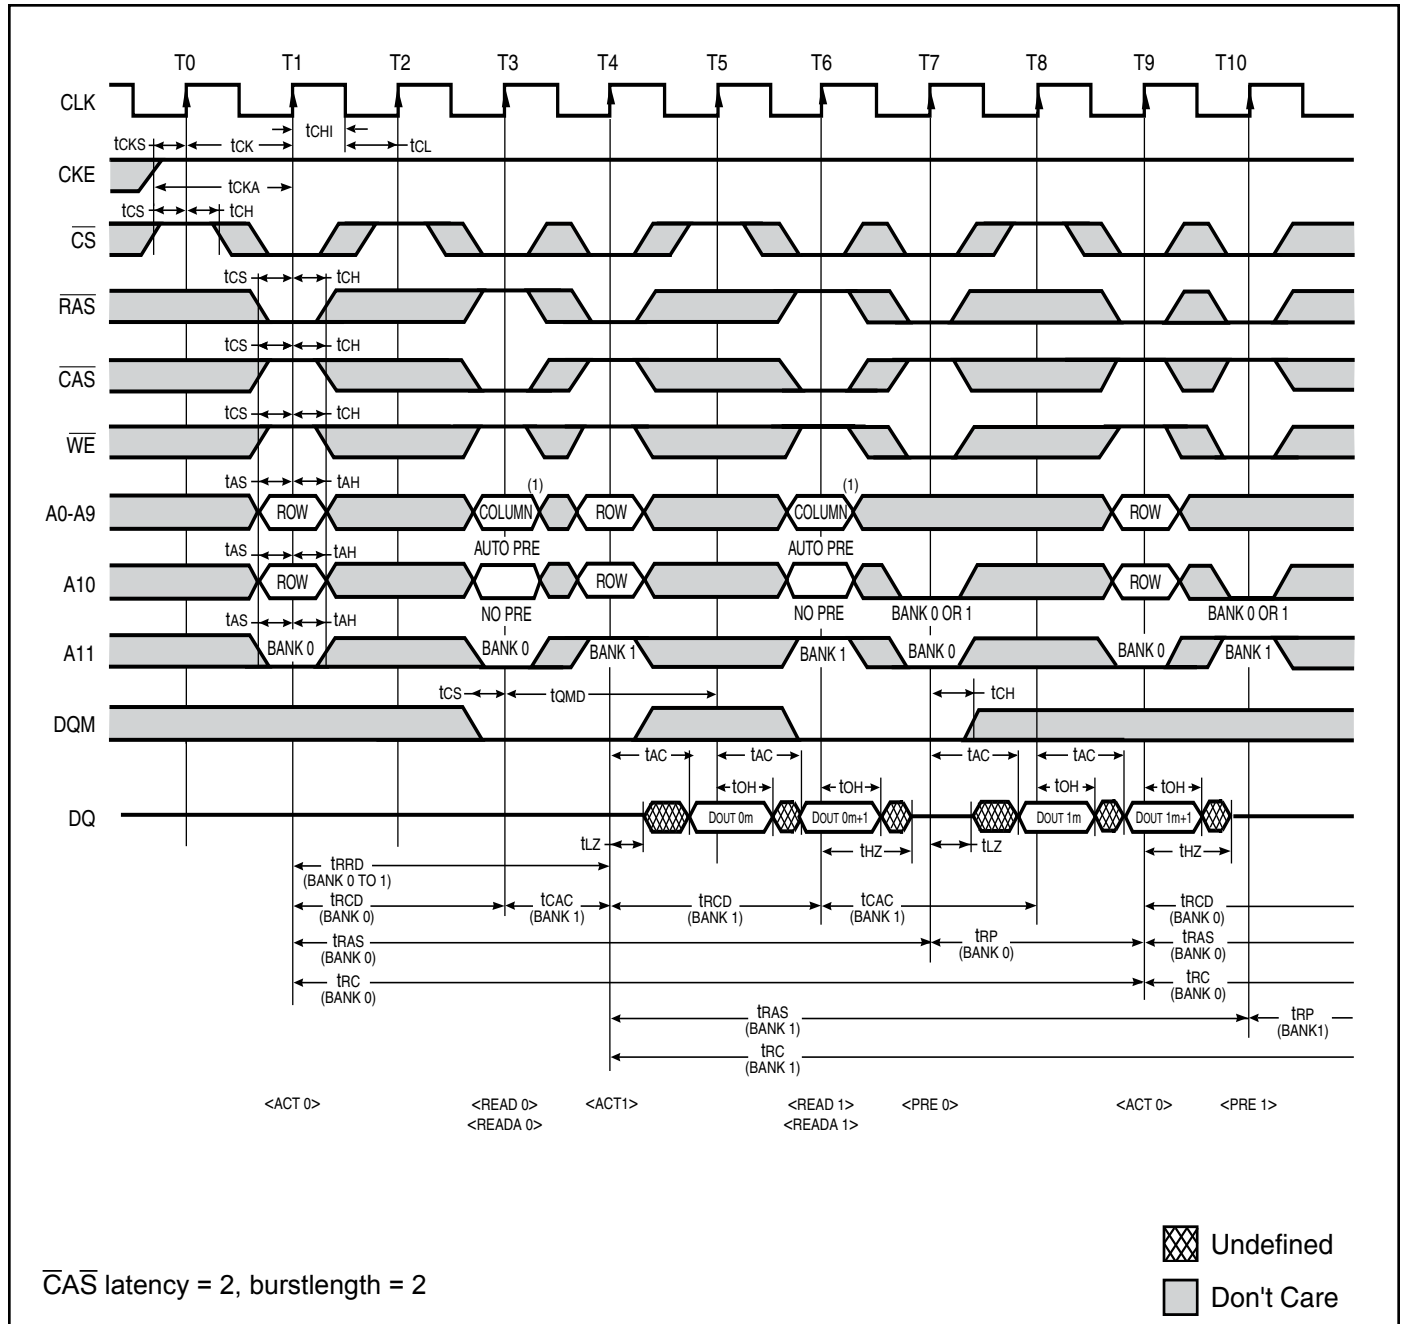 T0 T1 T2 T3 T4 T5 T6 T7 T8 T9 T10
CLK
tCHI
tCKS tCK tCL
CKE
tCKA
tCS tCH
CS
tCS tCH
RAS
tCS tCH
CAS
tCS tCH
WE
tAS tAH (1) (1)
A0-A9 ROW COLUMN ROW COLUMN ROW
tAS tAH AUTO PRE AUTO PRE
A10 ROW ROW ROW
tAS tAH NO PRE NO PRE BANK 0 OR 1 BANK 0 OR 1
A11 BANK 0 BANK 0 BANK 1 BANK 1 BANK 0 BANK 0 BANK 1
tCS tQMD tCH
DQM
tAC tAC tAC tAC
tOH tOH tOH tOH
DQ DOUT 0m DOUT 0m+1 DOUT 1m DOUT 1m+1
tLZ tHZ tLZ tHZ
tRRD
(BANK 0 TO 1)
tRCD tCAC tRCD tCAC tRCD
(BANK 0) (BANK 1) (BANK 1) (BANK 1) (BANK 0)
tRAS tRP tRAS
(BANK 0) (BANK 0) (BANK 0)
tRC tRC
(BANK 0) (BANK 0)
tRAS tRP
(BANK 1) (BANK1)
tRC
(BANK 1)
<ACT 0> <READ 0> <ACT1> <READ 1> <PRE 0> <ACT 0> <PRE 1>
<READA 0> <READA 1>
Undefined
CAS latency = 2, burstlength = 2
Don't Care